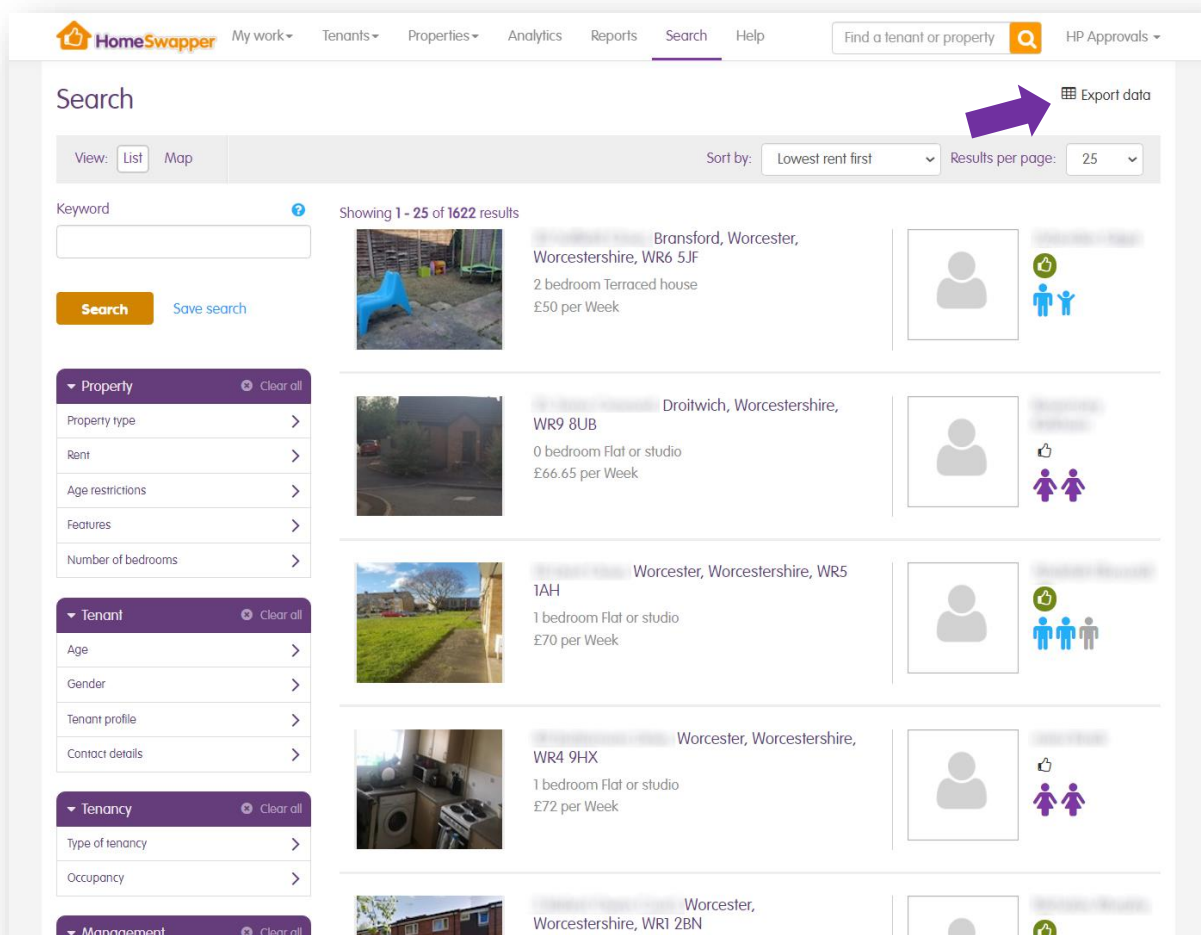 HomeSwapper
My work
Tenants
Properties
Analytics
Reports
Search
Help
Find a tenant or property
HP Approvals
Search
Export data
View:
List
Map
Sort by:
Lowest rent first
Results per page:
25
Keyword
?
Search
Save search
Property
Clear all
Property type
Rent
Age restrictions
Features
Number of bedrooms
Tenant
Clear all
Age
Gender
Tenant profile
Contact details
Tenancy
Clear all
Type of tenancy
Occupancy
Management
Clear all
Showing 1 - 25 of 1622 results
Bransford, Worcester,
Worcestershire, WR6 5JF
2 bedroom Terraced house
£50 per Week
Droitwich, Worcestershire,
WR9 8UB
0 bedroom Flat or studio
£66.65 per Week
Worcester, Worcestershire, WR5
1AH
1 bedroom Flat or studio
£70 per Week
Worcester, Worcestershire,
WR4 9HX
1 bedroom Flat or studio
£72 per Week
Worcester,
Worcestershire, WR1 2BN